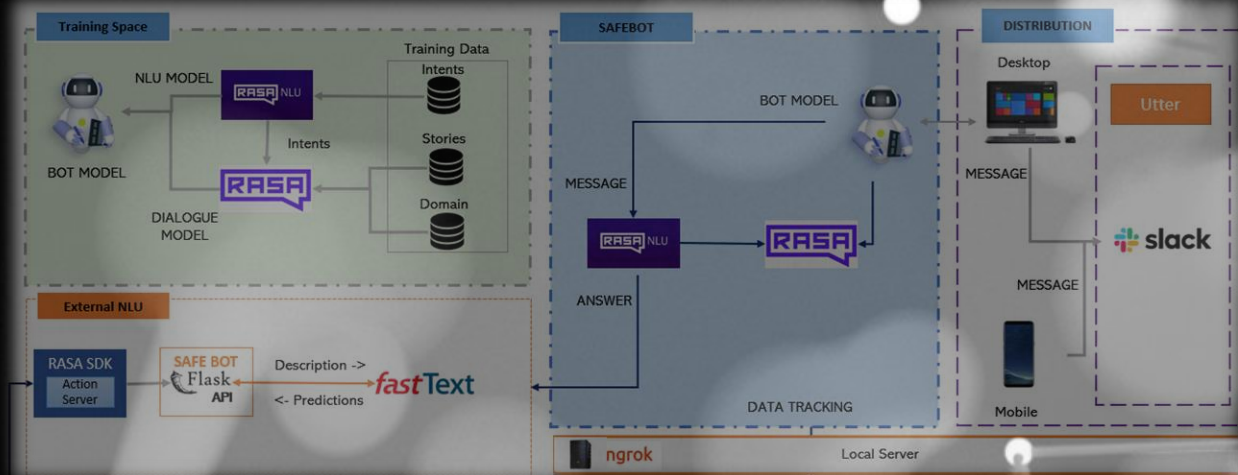 Training Space
Training Data
NLU MODEL
RASA NLU
Intents
Intents
Stories
BOT MODEL
RASA
Domain
DIALOGUE
MODEL
SAFEBOT
BOT MODEL
MESSAGE
RASA NLU
RASA
ANSWER
DATA TRACKING
DISTRIBUTION
Desktop
Utter
MESSAGE
slack
MESSAGE
Mobile
External NLU
RASA SDK
Action
Server
SAFE BOT
Flask
API
Description ->
fastText
<- Predictions
ngrok
Local Server